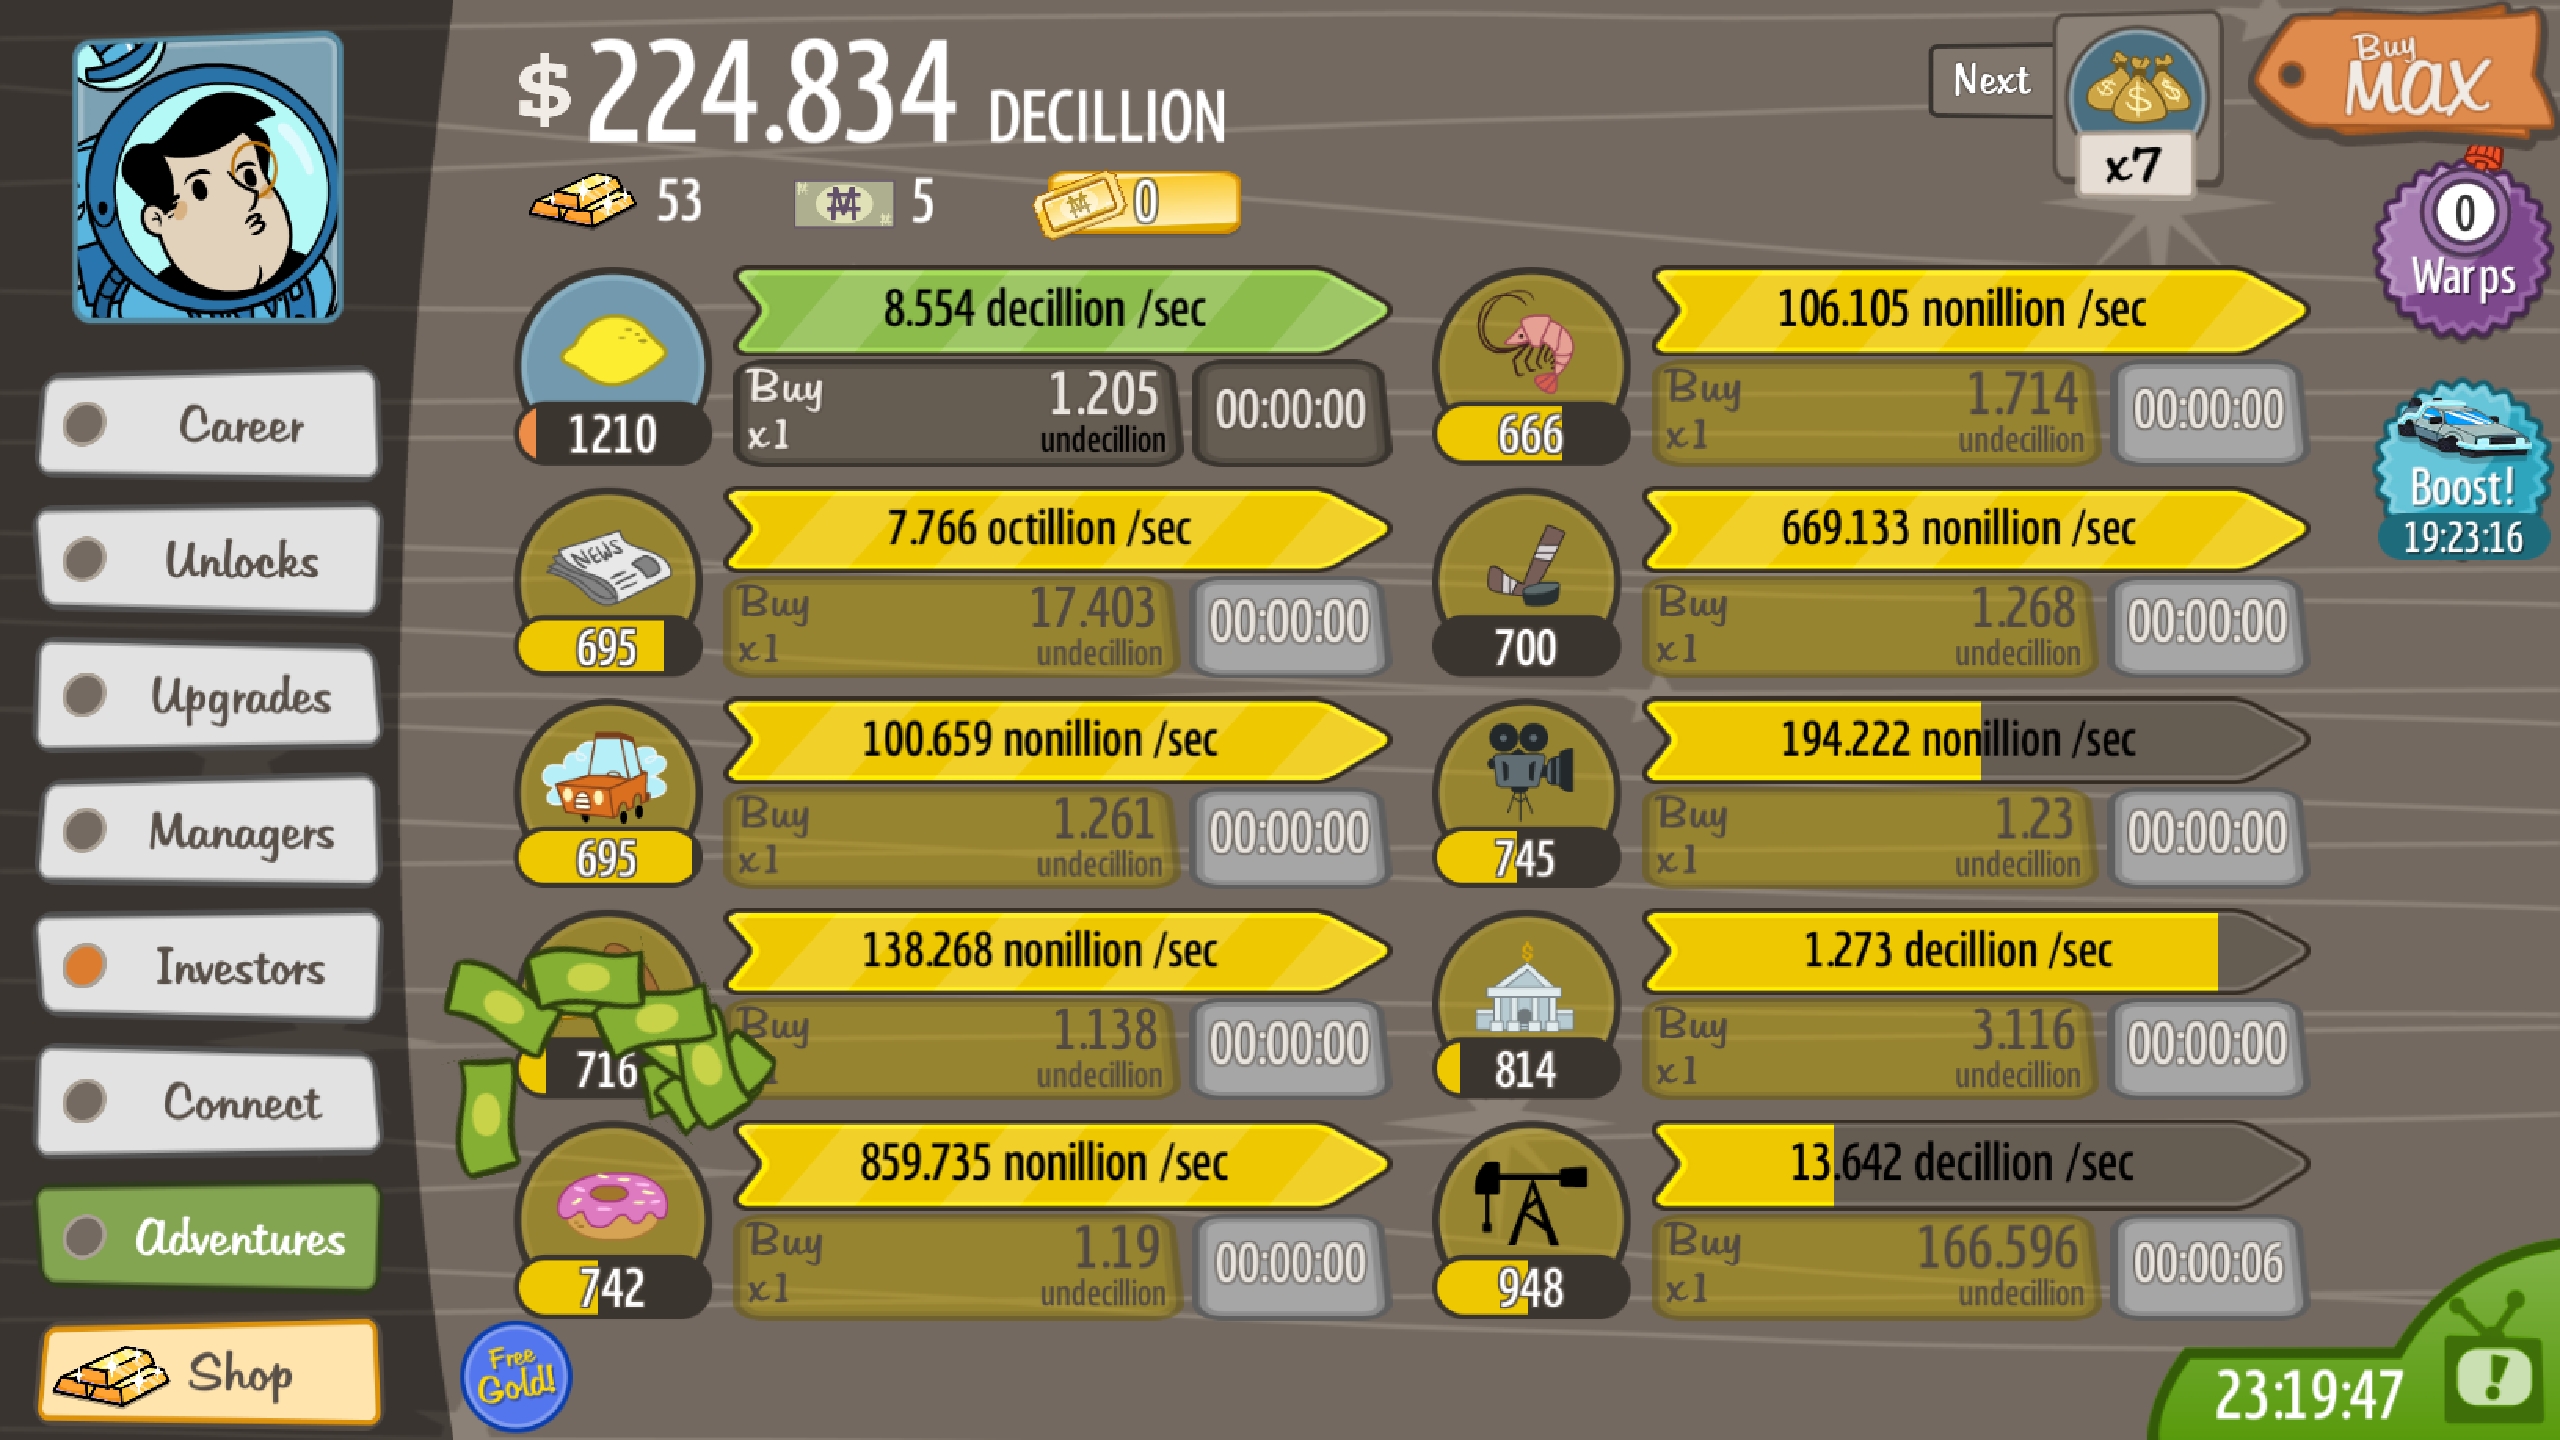 $224.834 DECILLION
53
5
0
Next
x7
Buy
MAX
0
Warps
Boost!
19:23:16
Career
Unlocks
Upgrades
Managers
Investors
Connect
Adventures
Shop
8.554 decillion /sec
1210
Buy
x1
1.205
undecillion
00:00:00
NEWS
7.766 octillion /sec
695
Buy
x1
17.403
undecillion
00:00:00
100.659 nonillion /sec
695
Buy
x1
1.261
undecillion
00:00:00
138.268 nonillion /sec
716
Buy
1.138
undecillion
00:00:00
859.735 nonillion /sec
742
Buy
x1
1.19
undecillion
00:00:00
106.105 nonillion /sec
666
Buy
x1
1.714
undecillion
00:00:00
669.133 nonillion /sec
700
Buy
x1
1.268
undecillion
00:00:00
194.222 nonillion /sec
745
Buy
x1
1.23
undecillion
00:00:00
1.273 decillion /sec
814
Buy
x1
3.116
undecillion
00:00:00
13.642 decillion /sec
948
Buy
x1
166.596
undecillion
00:00:06
Free
Gold!
23:19:47